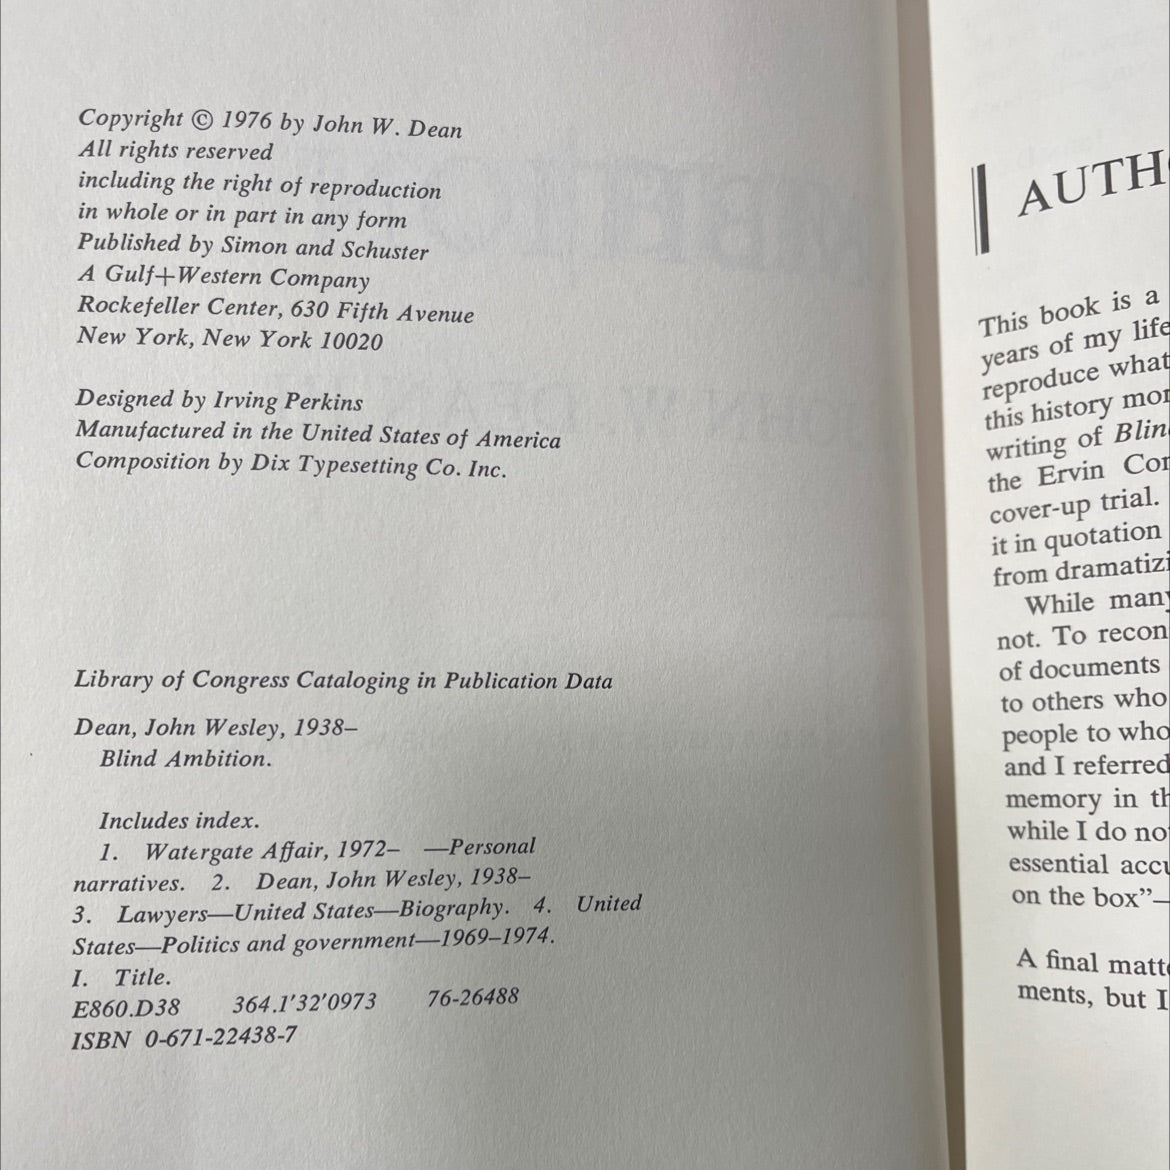 Copyright © 1976 by John W. Dean
All rights reserved
including the right of reproduction
in whole or in part in any form
Published by Simon and Schuster
A Gulf+Western Company
Rockefeller Center, 630 Fifth Avenue
New York, New York 10020
Designed by Irving Perkins
Manufactured in the United States of America
Composition by Dix Typesetting Co. Inc.
Library of Congress Cataloging in Publication Data
Dean, John Wesley, 1938–
Blind Ambition.
Includes index.
1. Watergate Affair, 1972– —Personal
narratives. 2. Dean, John Wesley, 1938–
3. Lawyers—United States—Biography. 4. United
States—Politics and government—1969–1974.
I. Title.
E860.D38 364.1'32'0973 76-26488
ISBN 0-671-22438-7
AUTH
This book is a
years of my life
reproduce what
this history mor
writing of Blin
the Ervin Cor
cover-up trial.
it in quotation
from dramatizi
While many
not. To recon
of documents
to others who
people to who
and I referred
memory in th
while I do no
essential accu
on the box”—
A final matt
ments, but I